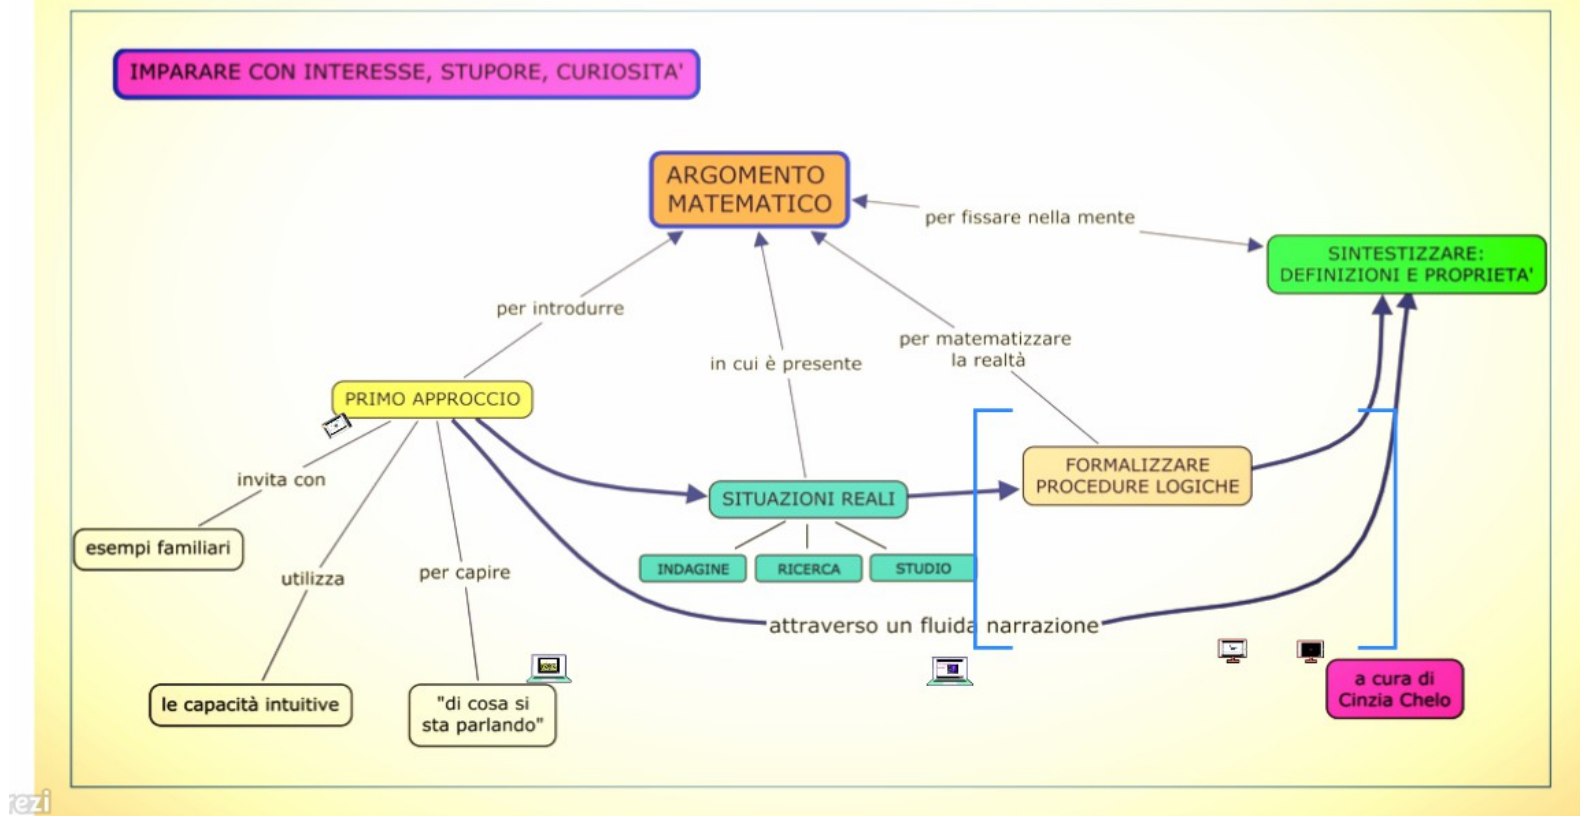 IMPARARE CON INTERESSE, STUPORE, CURIOSITA'
ARGOMENTO
MATEMATICO
per fissare nella mente
SINTESTIZZARE:
DEFINIZIONI E PROPRIETA'
per introdurre
per matematizzare
la realtà
in cui è presente
PRIMO APPROCCIO
invita con
FORMALIZZARE
PROCEDURE LOGICHE
SITUAZIONI REALI
esempi familiari
utilizza
per capire
INDAGINE
RICERCA
STUDIO
attraverso un fluida narrazione
le capacità intuitive
"di cosa si
sta parlando"
a cura di
Cinzia Chelo
ezi